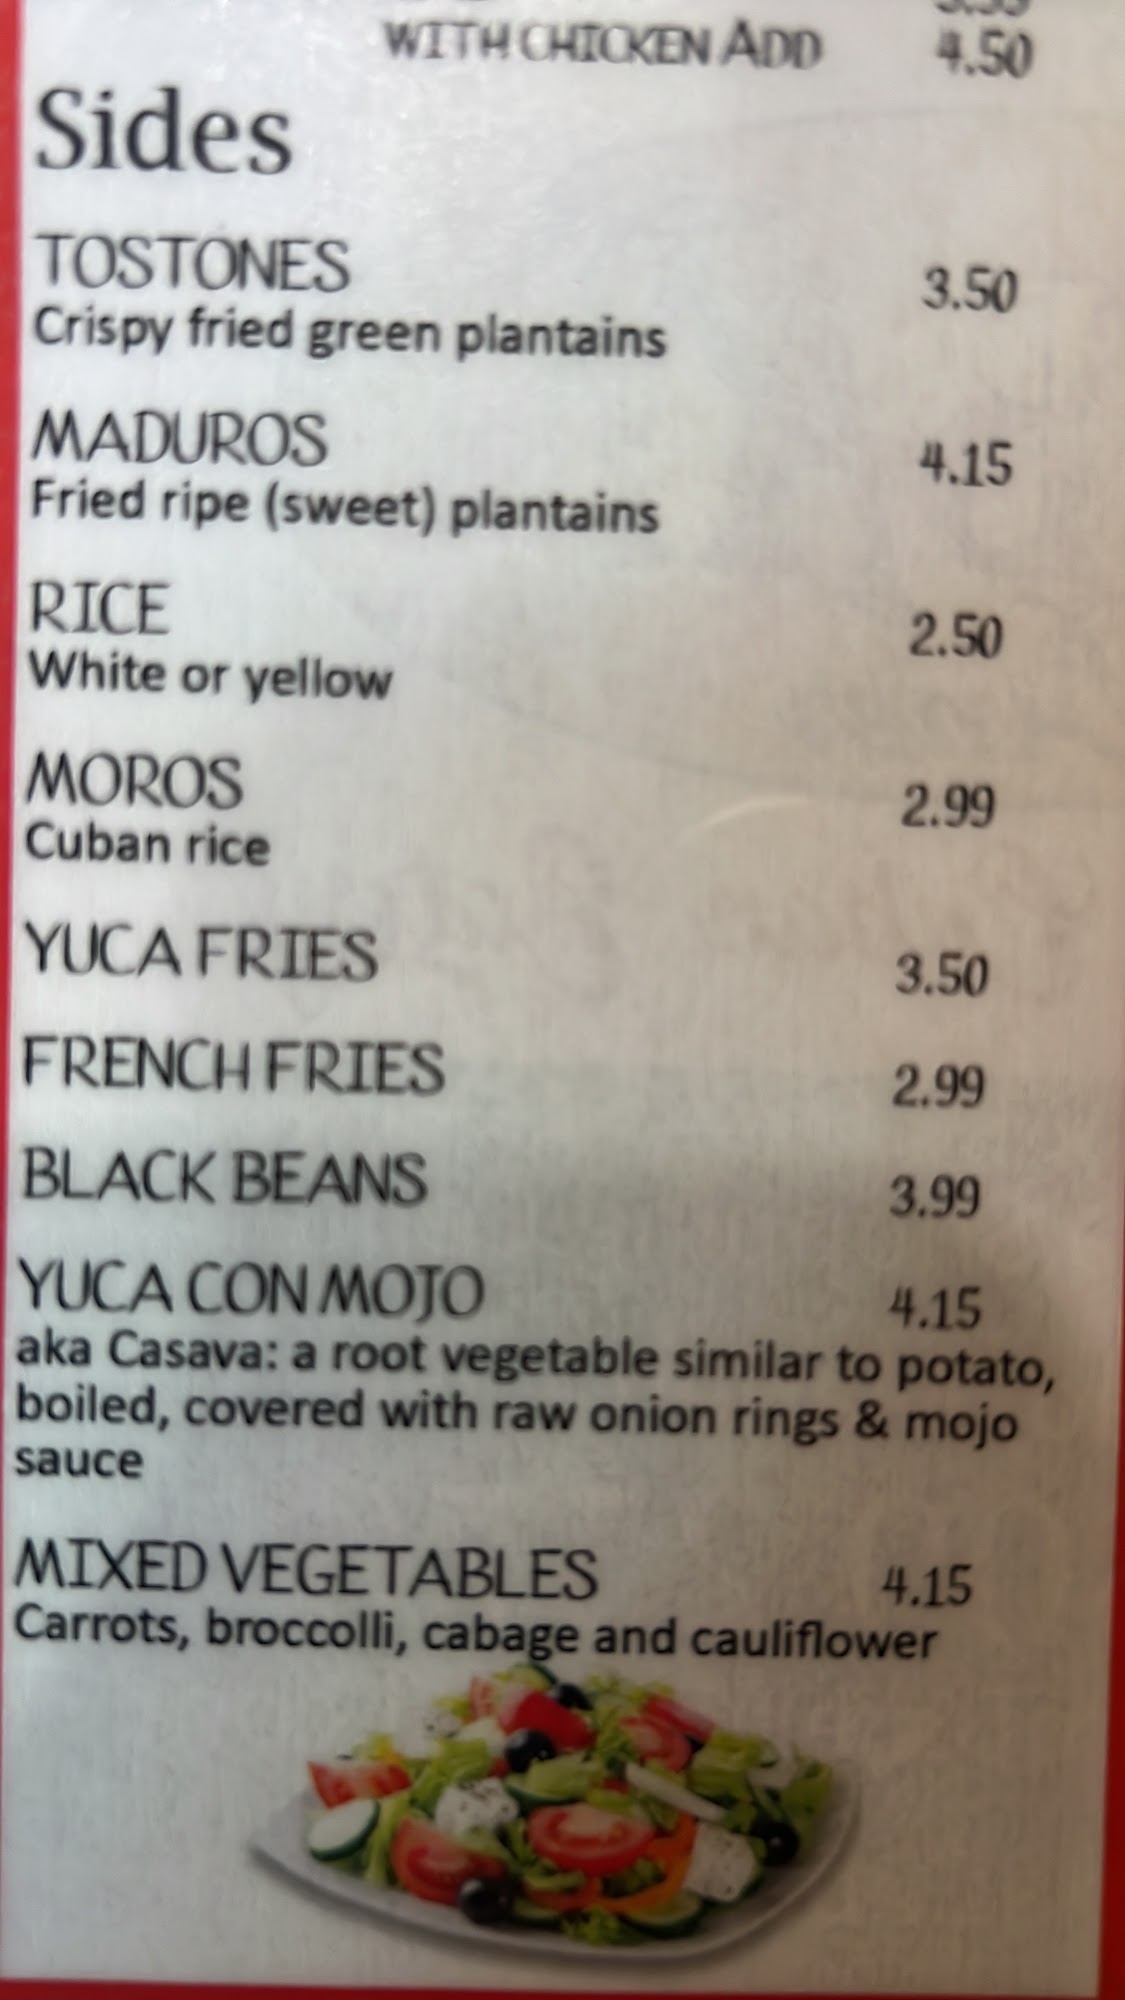 WITH CHICKEN ADD 4.50
Sides
TOSTONES 3.50
Crispy fried green plantains
MADUROS 4.15
Fried ripe (sweet) plantains
RICE 2.50
White or yellow
MOROS 2.99
Cuban rice
YUCA FRIES 3.50
FRENCH FRIES 2.99
BLACK BEANS 3.99
YUCA CON MOJO 4.15
aka Casava: a root vegetable similar to potato,
boiled, covered with raw onion rings & mojo
sauce
MIXED VEGETABLES 4.15
Carrots, broccolli, cabage and cauliflower